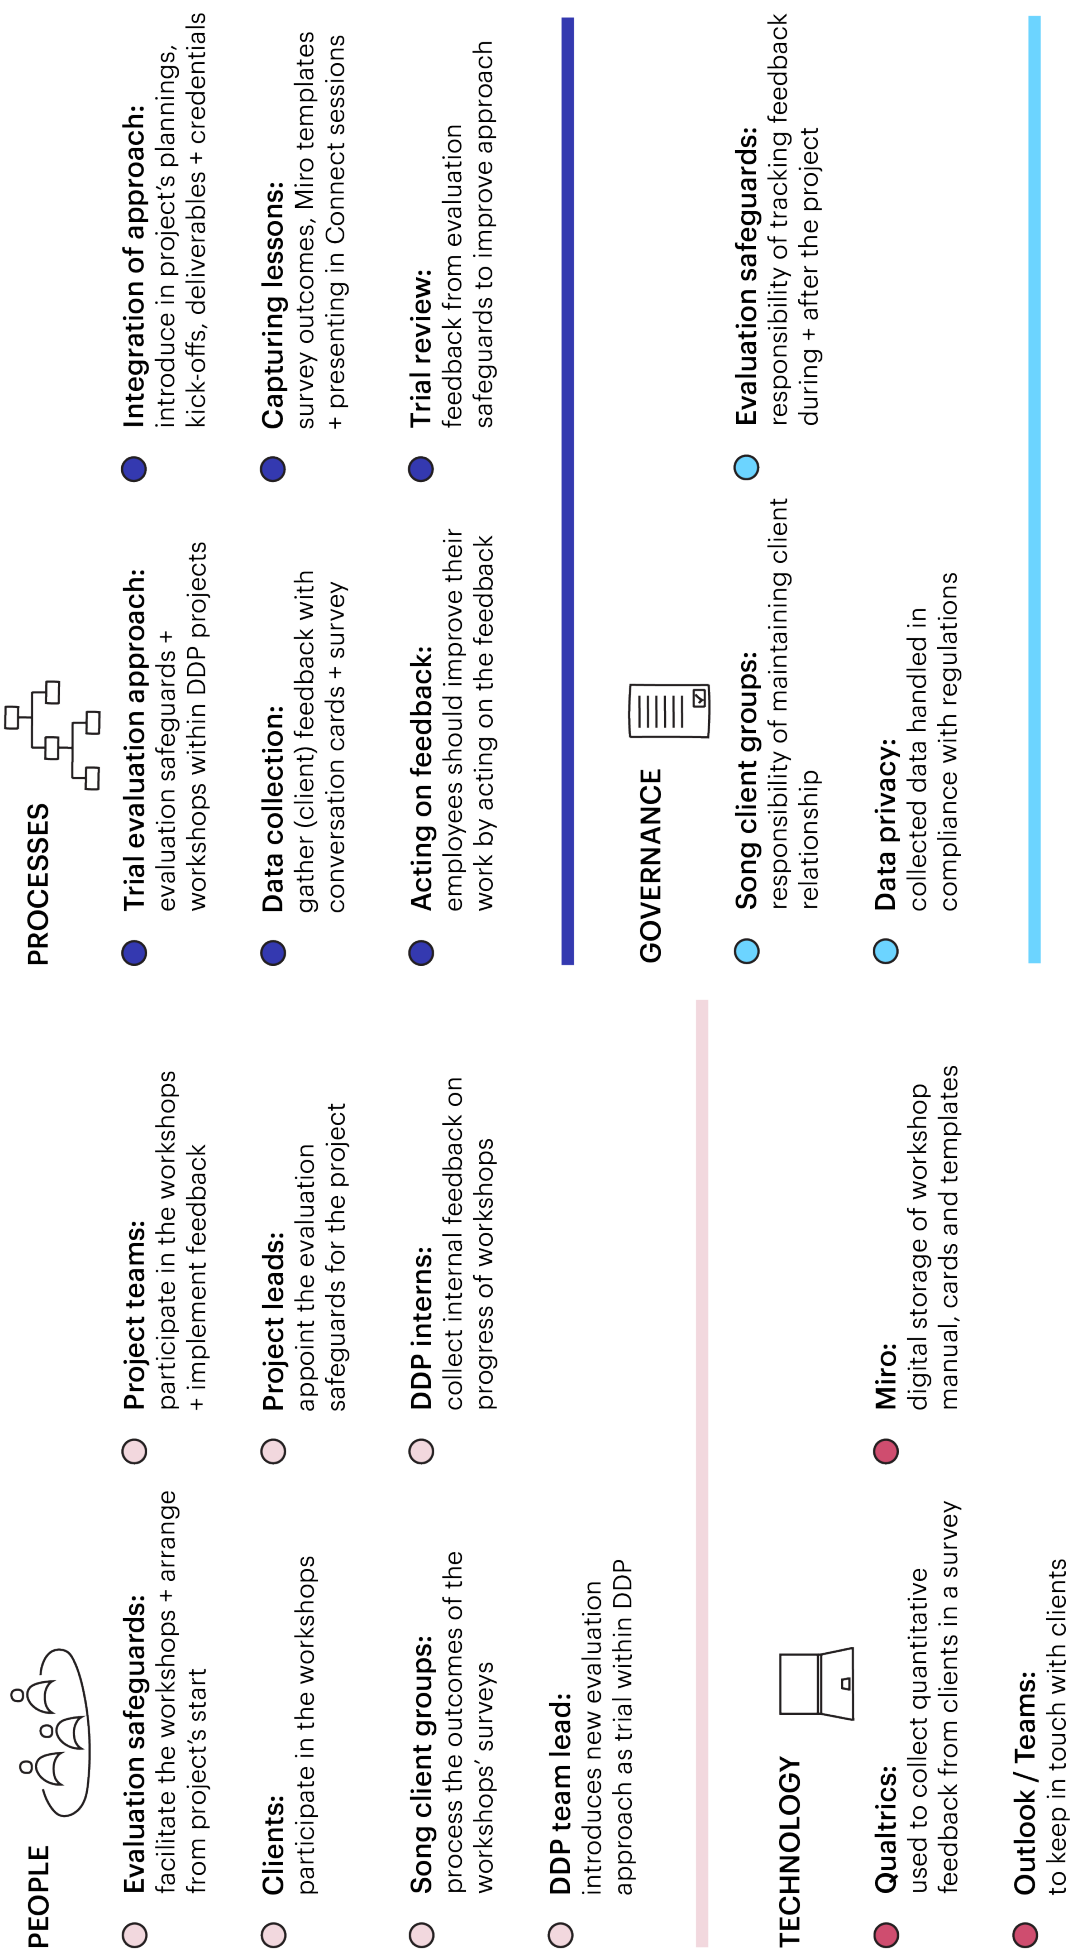 PEOPLE
Evaluation safeguards:
facilitate the workshops + arrange
from project's start
Project teams:
participate in the workshops
+ implement feedback
Clients:
participate in the workshops
Project leads:
appoint the evaluation
safeguards for the project
Song client groups:
process the outcomes of the
workshops' surveys
DDP interns:
collect internal feedback on
progress of workshops
DDP team lead:
introduces new evaluation
approach as trial within DDP
TECHNOLOGY
Qualtrics:
used to collect quantitative
feedback from clients in a survey
Miro:
digital storage of workshop
manual, cards and templates
Outlook / Teams:
to keep in touch with clients
PROCESSES
Trial evaluation approach:
evaluation safeguards +
workshops within DDP projects
Integration of approach:
introduce in project's plannings,
kick-offs, deliverables + credentials
Data collection:
gather (client) feedback with
conversation cards + survey
Capturing lessons:
survey outcomes, Miro templates
+ presenting in Connect sessions
Acting on feedback:
employees should improve their
work by acting on the feedback
Trial review:
feedback from evaluation
safeguards to improve approach
GOVERNANCE
Song client groups:
responsibility of maintaining client
relationship
Evaluation safeguards:
responsibility of tracking feedback
during + after the project
Data privacy:
collected data handled in
compliance with regulations